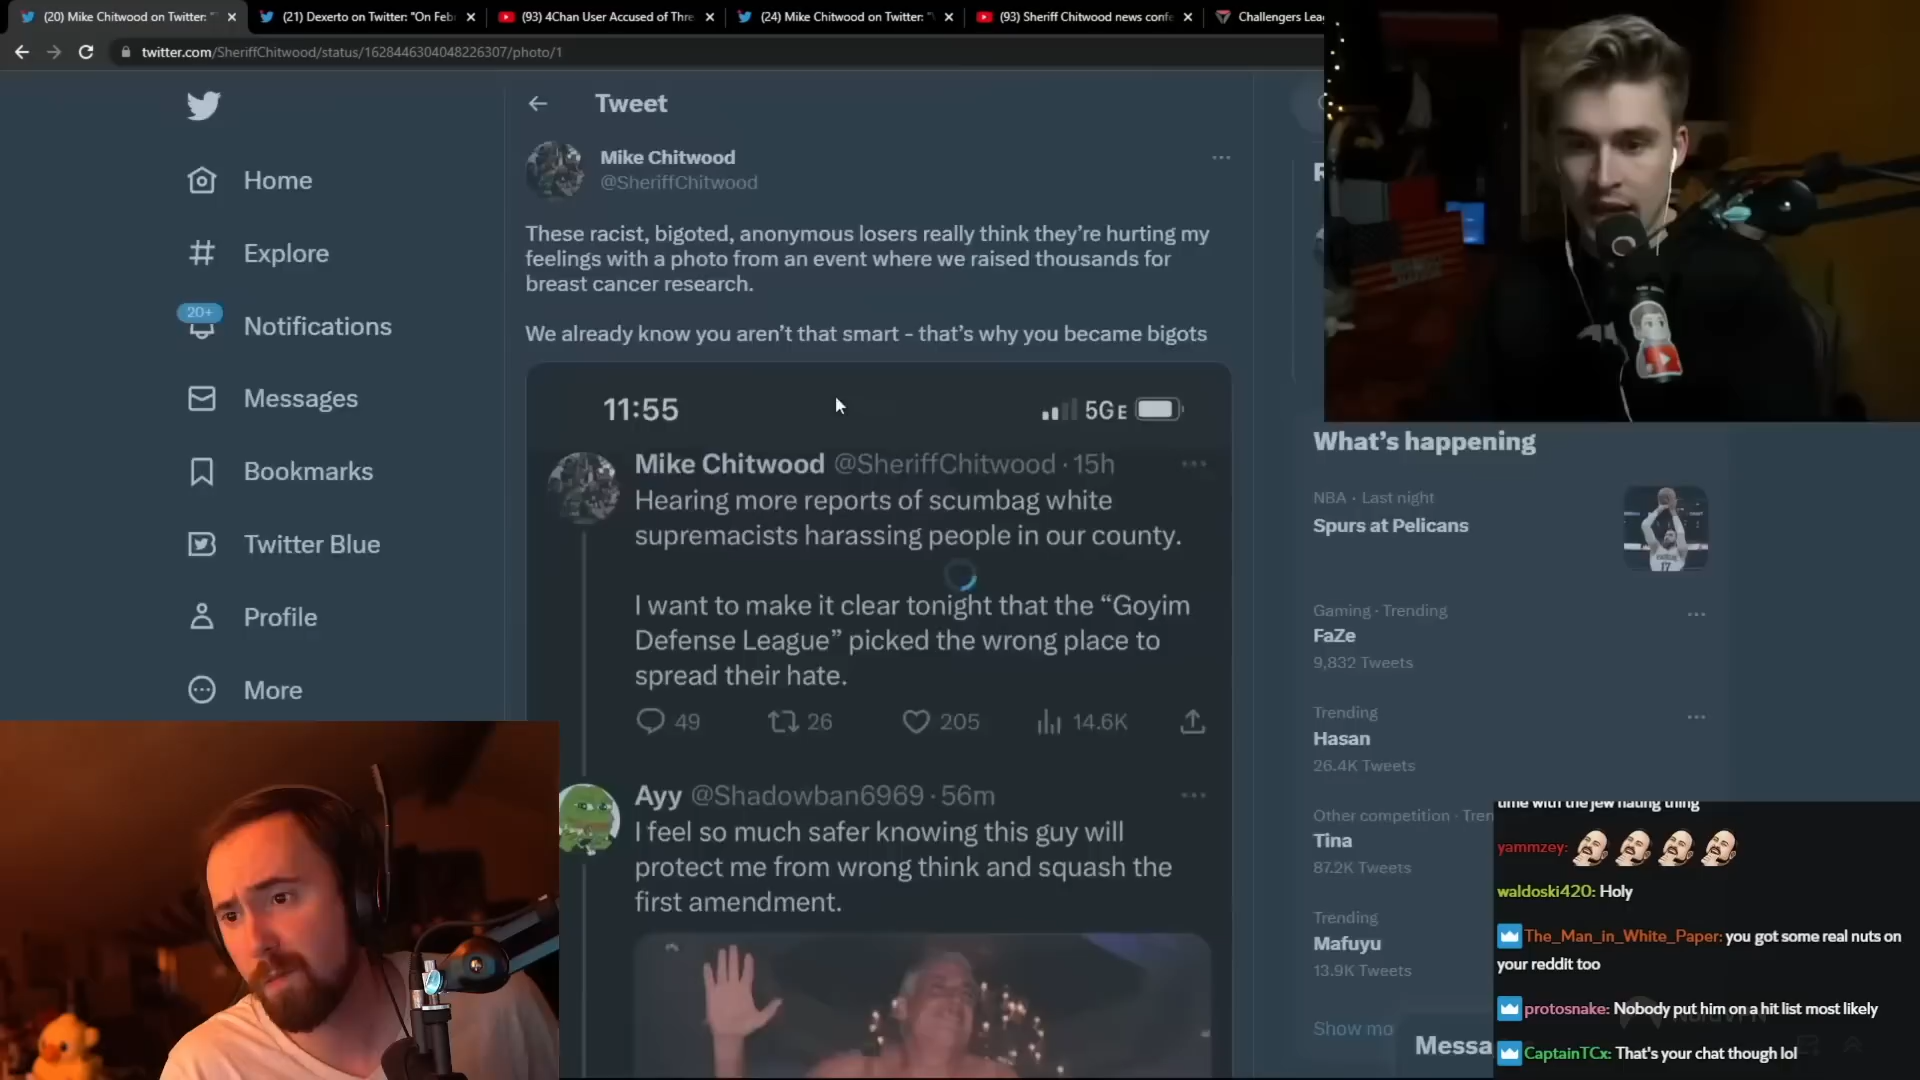 (20) Mike Chitwood on Twitter: "
(21) Dexerto on Twitter: "On Feb
(93) 4Chan User Accused of Thre
(24) Mike Chitwood on Twitter: "
(93) Sheriff Chitwood news confe
Challengers Lea
twitter.com/SheriffChitwood/status/1628446304048226307/photo/1
Home
Explore
20+
Notifications
Messages
Bookmarks
Twitter Blue
Profile
More
Tweet
Mike Chitwood
@SheriffChitwood
These racist, bigoted, anonymous losers really think they’re hurting my
feelings with a photo from an event where we raised thousands for
breast cancer research.
We already know you aren’t that smart - that’s why you became bigots
11:55
5GE
Mike Chitwood @SheriffChitwood · 15h
Hearing more reports of scumbag white
supremacists harassing people in our county.
I want to make it clear tonight that the “Goyim
Defense League” picked the wrong place to
spread their hate.
49 26 205 14.6K
Ayy @Shadowban6969 · 56m
I feel so much safer knowing this guy will
protect me from wrong think and squash the
first amendment.
R
What’s happening
NBA · Last night
Spurs at Pelicans
Gaming · Trending
FaZe
9,832 Tweets
Trending
Hasan
26.4K Tweets
Other competition · Tren
Tina
87.2K Tweets
Trending
Mafuyu
13.9K Tweets
Show mo
Messa
time with the jew hating thing
yammzey:
waldoski420: Holy
The_Man_in_White_Paper: you got some real nuts on
your reddit too
protosnake: Nobody put him on a hit list most likely
CaptainTCx: That's your chat though lol